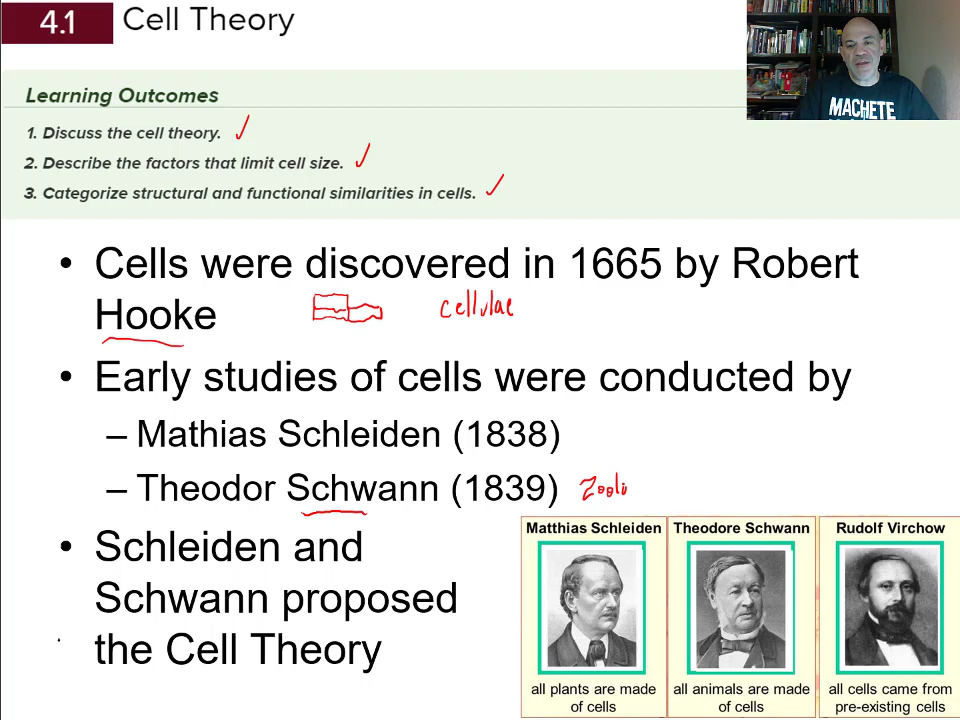 4.1 Cell Theory
MACHETE
Learning Outcomes
1. Discuss the cell theory.
2. Describe the factors that limit cell size.
3. Categorize structural and functional similarities in cells.
• Cells were discovered in 1665 by Robert
Hooke
cellulae
• Early studies of cells were conducted by
– Mathias Schleiden (1838)
– Theodor Schwann (1839)
• Schleiden and
Schwann proposed
the Cell Theory
Matthias Schleiden
all plants are made
of cells
Theodore Schwann
all animals are made
of cells
Rudolf Virchow
all cells came from
pre-existing cells